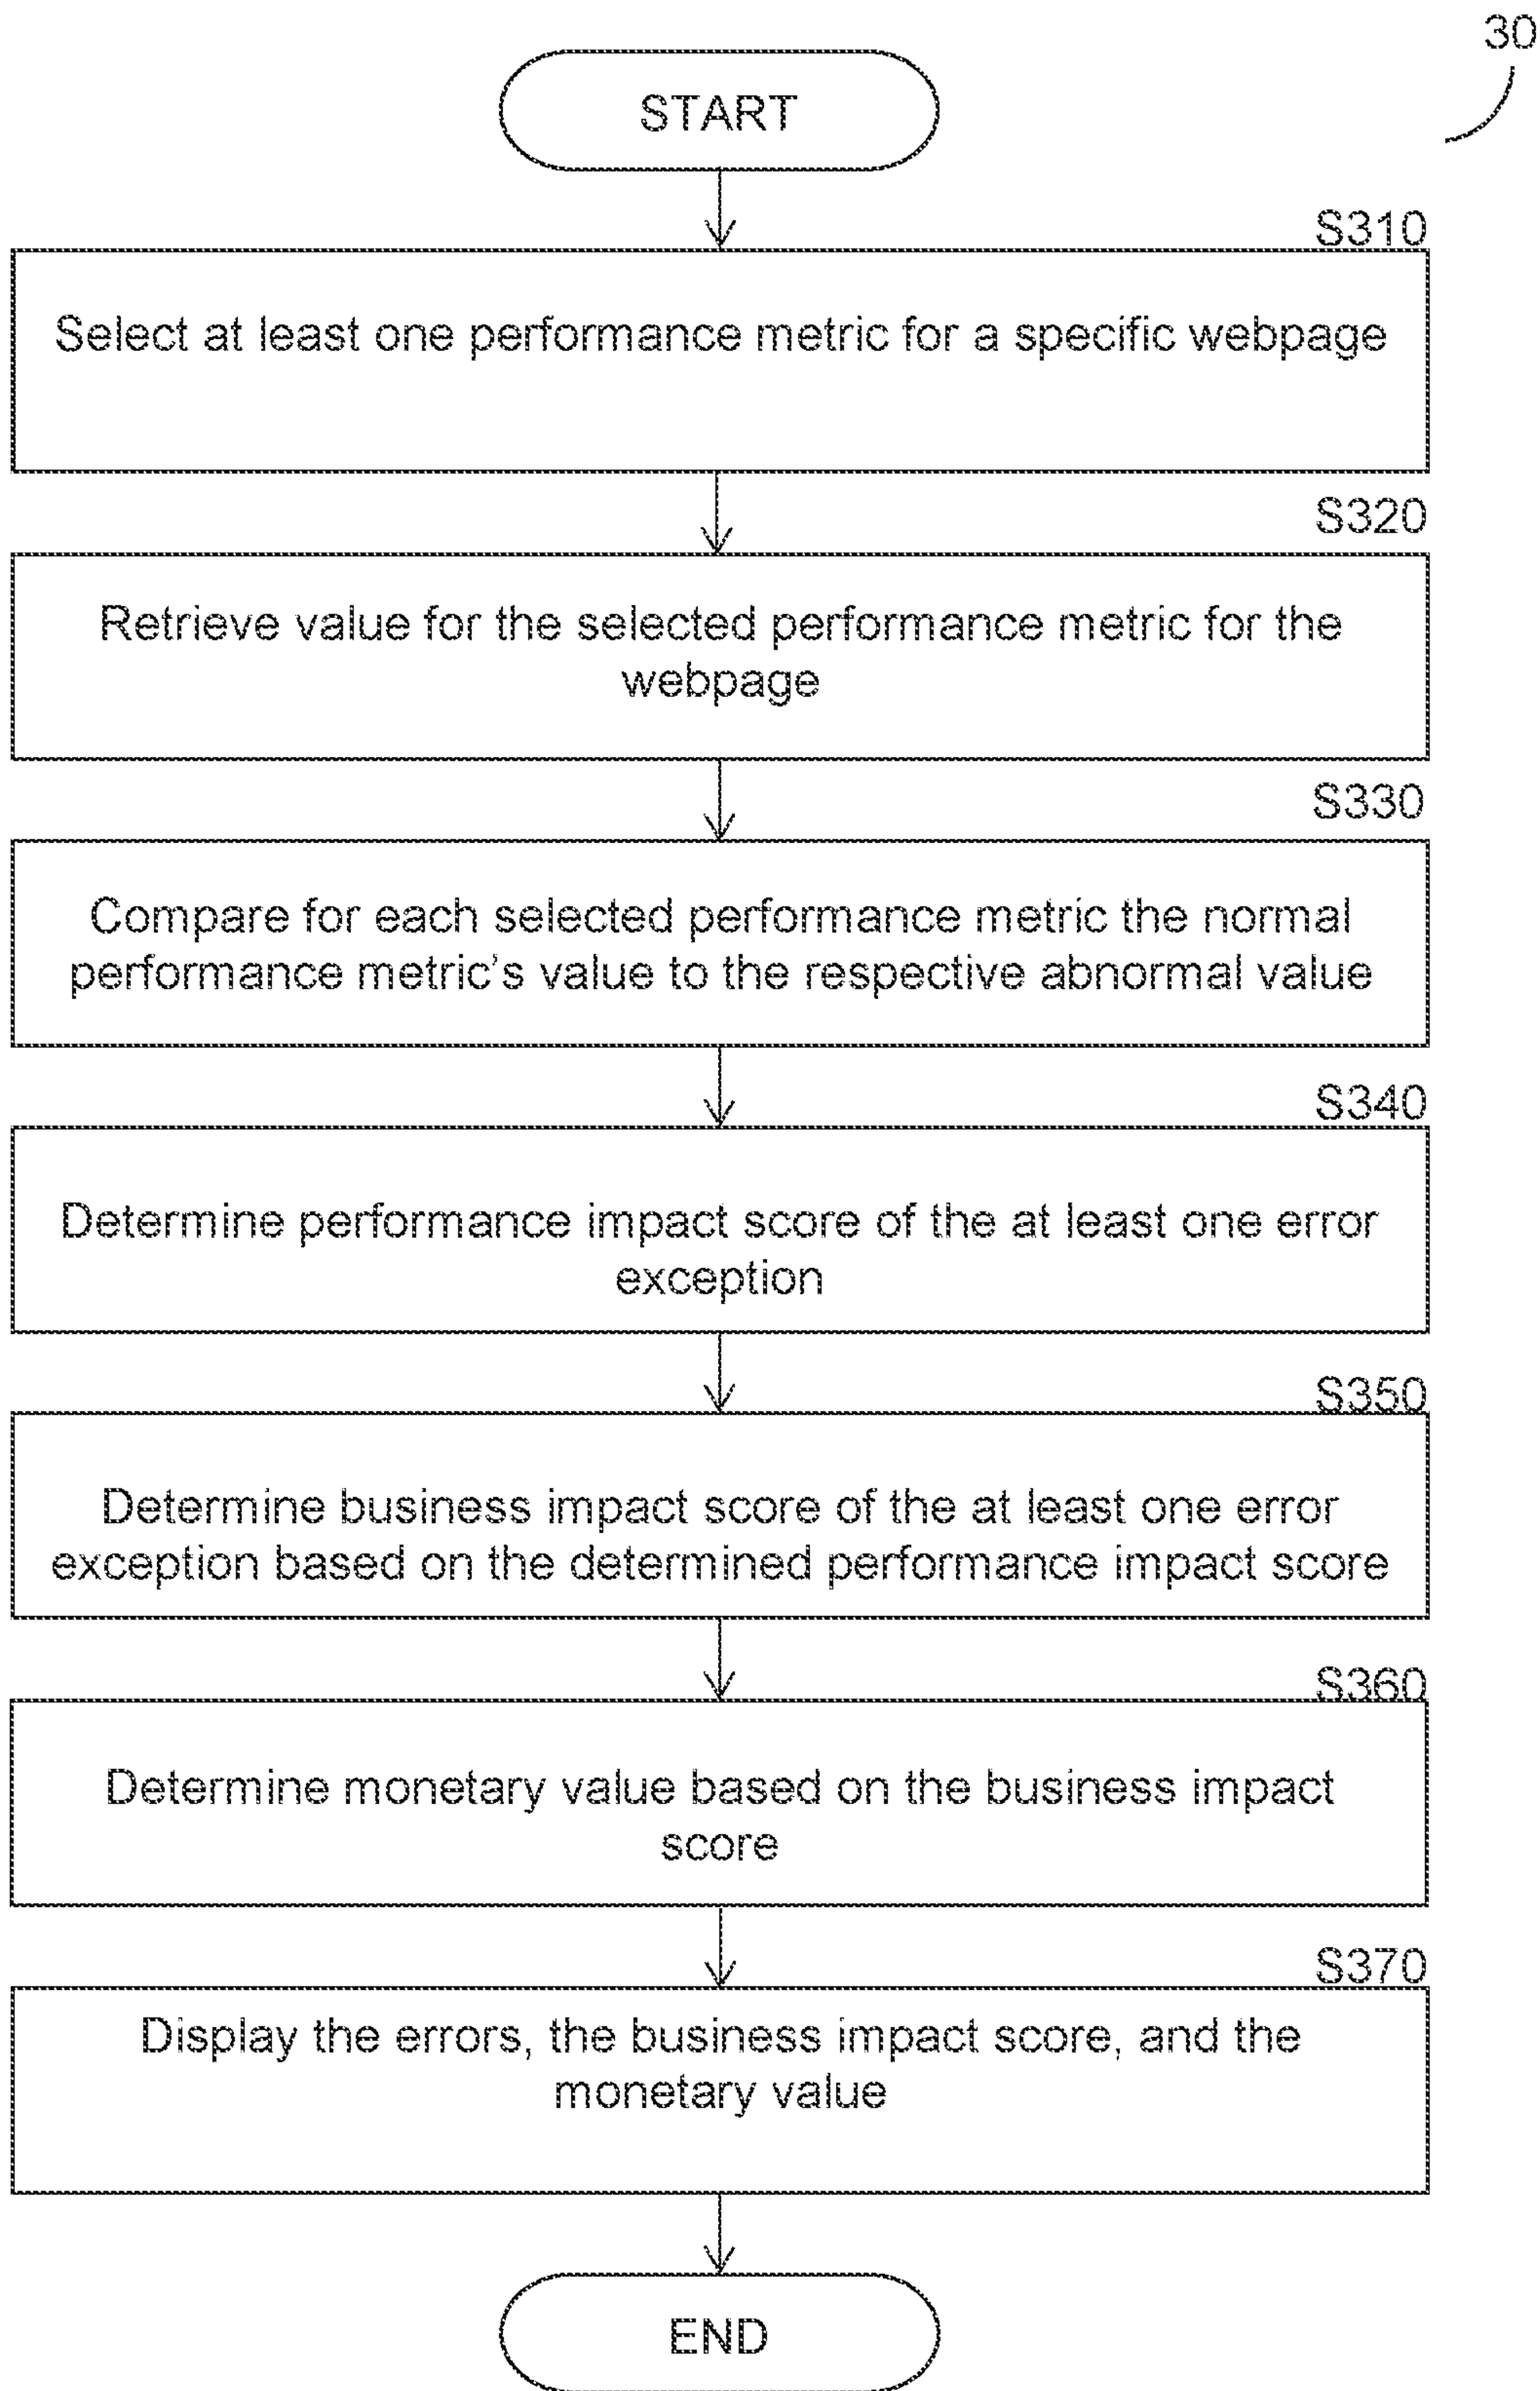 30
START
S310
Select at least one performance metric for a specific webpage
S320
Retrieve value for the selected performance metric for the
webpage
S330
Compare for each selected performance metric the normal
performance metric's value to the respective abnormal value
S340
Determine performance impact score of the at least one error
exception
S350
Determine business impact score of the at least one error
exception based on the determined performance impact score
S360
Determine monetary value based on the business impact
score
S370
Display the errors, the business impact score, and the
monetary value
END